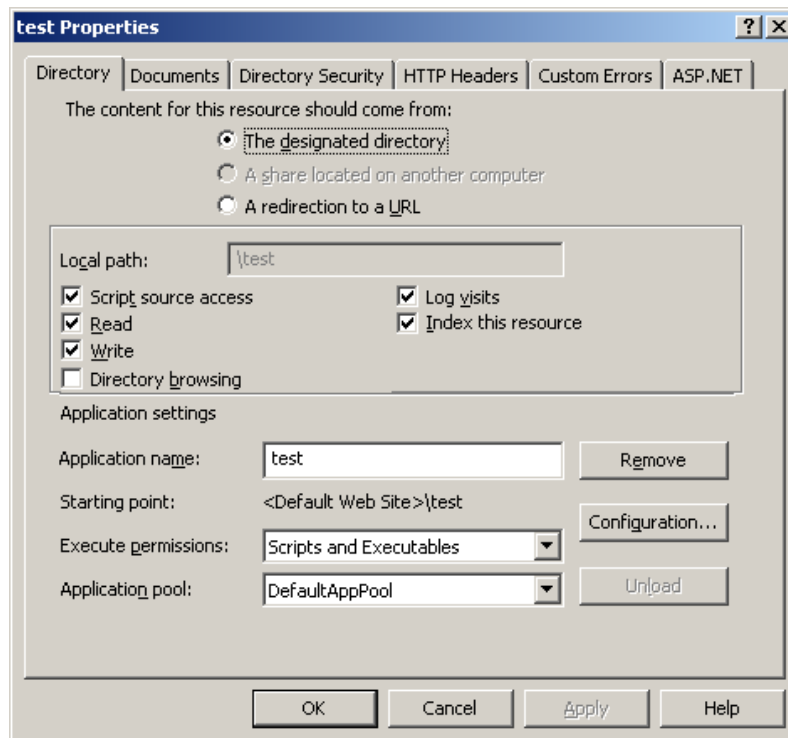 test Properties
Directory Documents Directory Security HTTP Headers Custom Errors ASP.NET
The content for this resource should come from:
The designated directory
A share located on another computer
A redirection to a URL
Local path: \test
Script source access Log visits
Read Index this resource
Write
Directory browsing
Application settings
Application name: test Remove
Starting point: <Default Web Site>\test
Configuration...
Execute permissions: Scripts and Executables
Application pool: DefaultAppPool Unload
OK Cancel Apply Help